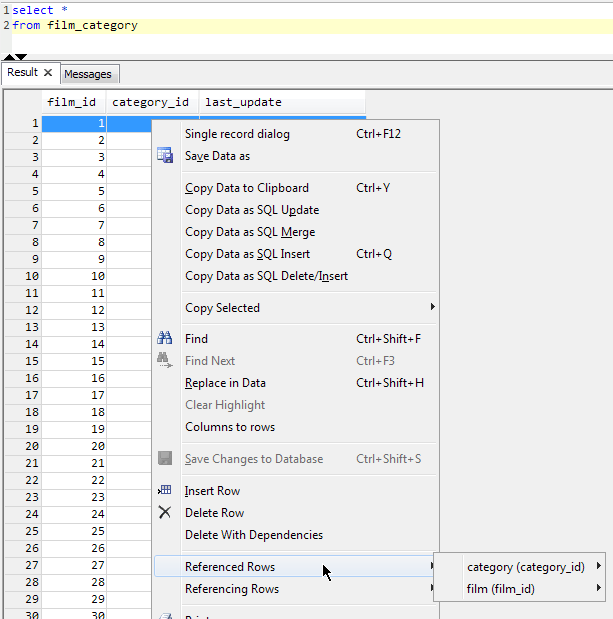 1 select *
2 from film_category
Result
Messages
film_id category_id last_update
1 1
2 2
3 3
4 4
5 5
6 6
7 7
8 8
9 9
10 10
11 11
12 12
13 13
14 14
15 15
16 16
17 17
18 18
19 19
20 20
21 21
22 22
23 23
24 24
25 25
26 26
27 27
28 28
29 29
30 30
Single record dialog Ctrl+F12
Save Data as
Copy Data to Clipboard Ctrl+Y
Copy Data as SQL Update
Copy Data as SQL Merge
Copy Data as SQL Insert Ctrl+Q
Copy Data as SQL Delete/Insert
Copy Selected
Find Ctrl+Shift+F
Find Next Ctrl+F3
Replace in Data Ctrl+Shift+H
Clear Highlight
Columns to rows
Save Changes to Database Ctrl+Shift+S
Insert Row
Delete Row
Delete With Dependencies
Referenced Rows
Referencing Rows
category (category_id)
film (film_id)